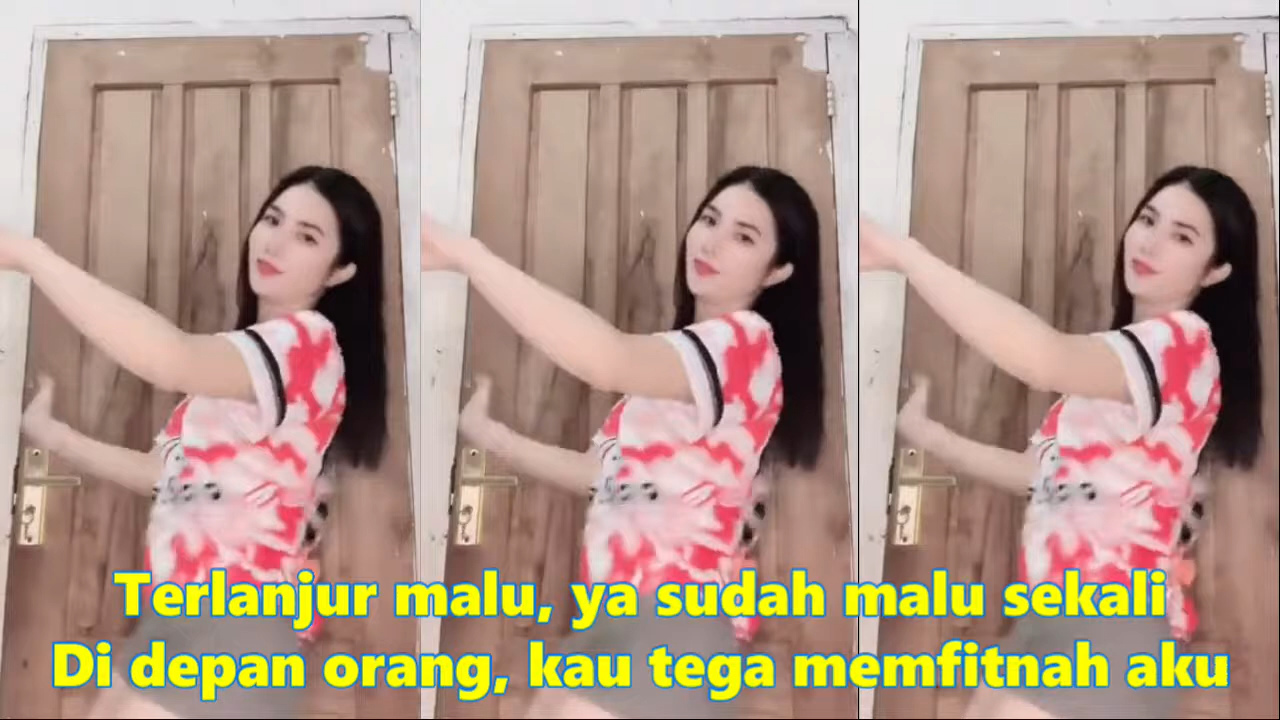 Terlanjur malu, ya sudah malu sekali
Di depan orang, kau tega memfitnah aku